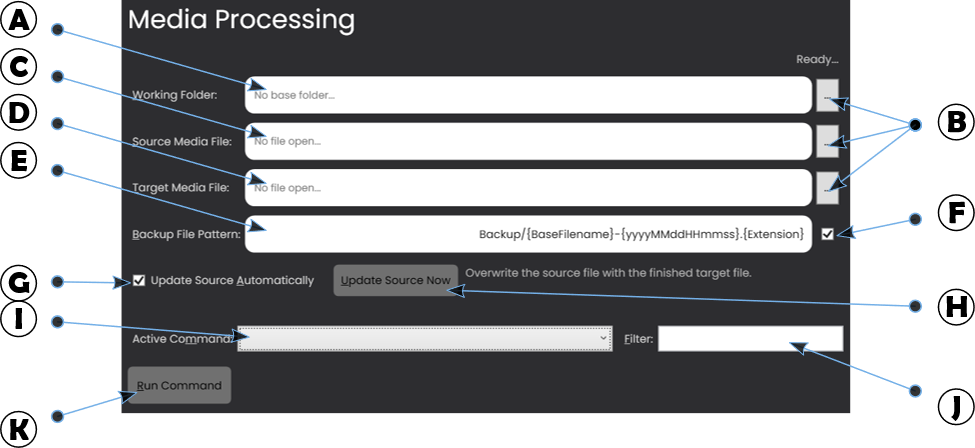 Media Processing
A
C
Ready...
Working Folder:
No base folder...
...
D
Source Media File:
No file open...
...
B
E
Target Media File:
No file open...
...
Backup File Pattern:
Backup/{BaseFilename}-{yyyyMMddHHmmss}.{Extension}
F
G
Update Source Automatically
Update Source Now
Overwrite the source file with the finished target file.
H
I
Active Command:
Filter:
J
Run Command
K